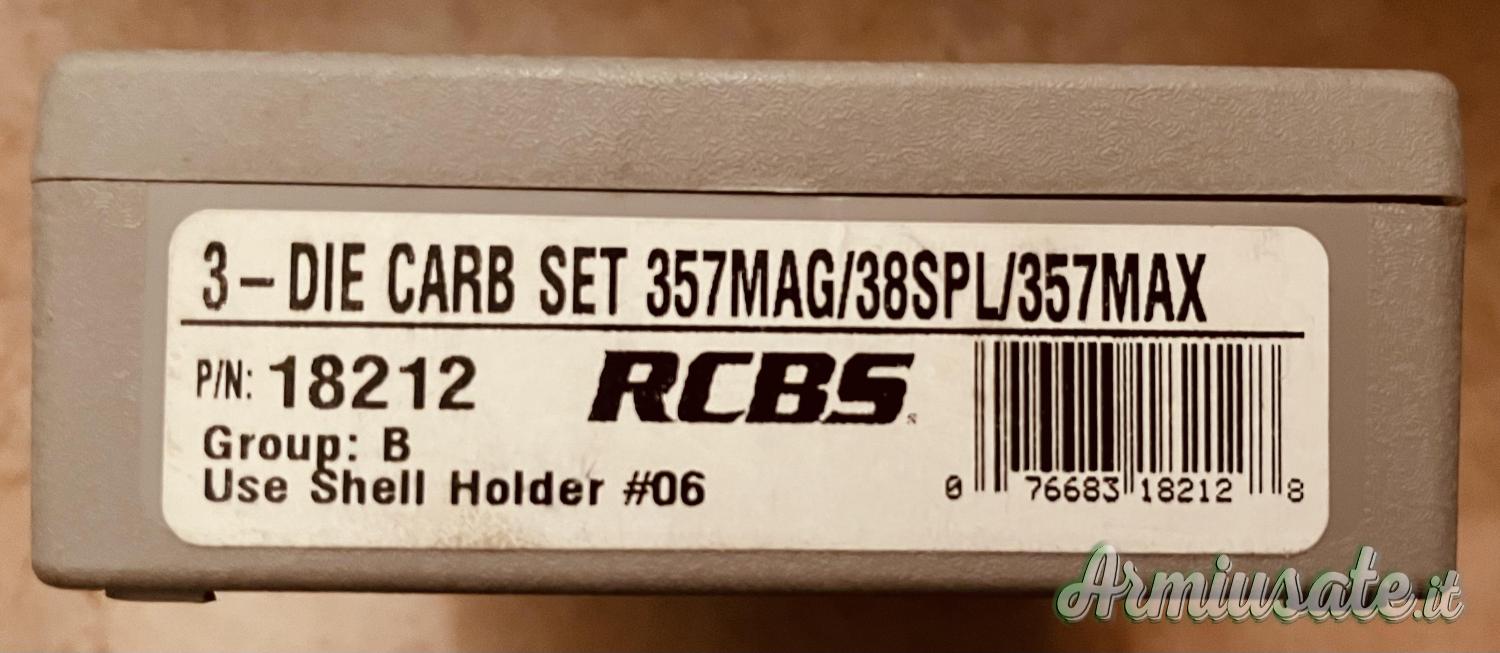 3-DIE CARB SET 357MAG/38SPL/357MAX
P/N: 18212
RCBS
Group: B
Use Shell Holder #06
0 76683 18212 8
Armiusate.it